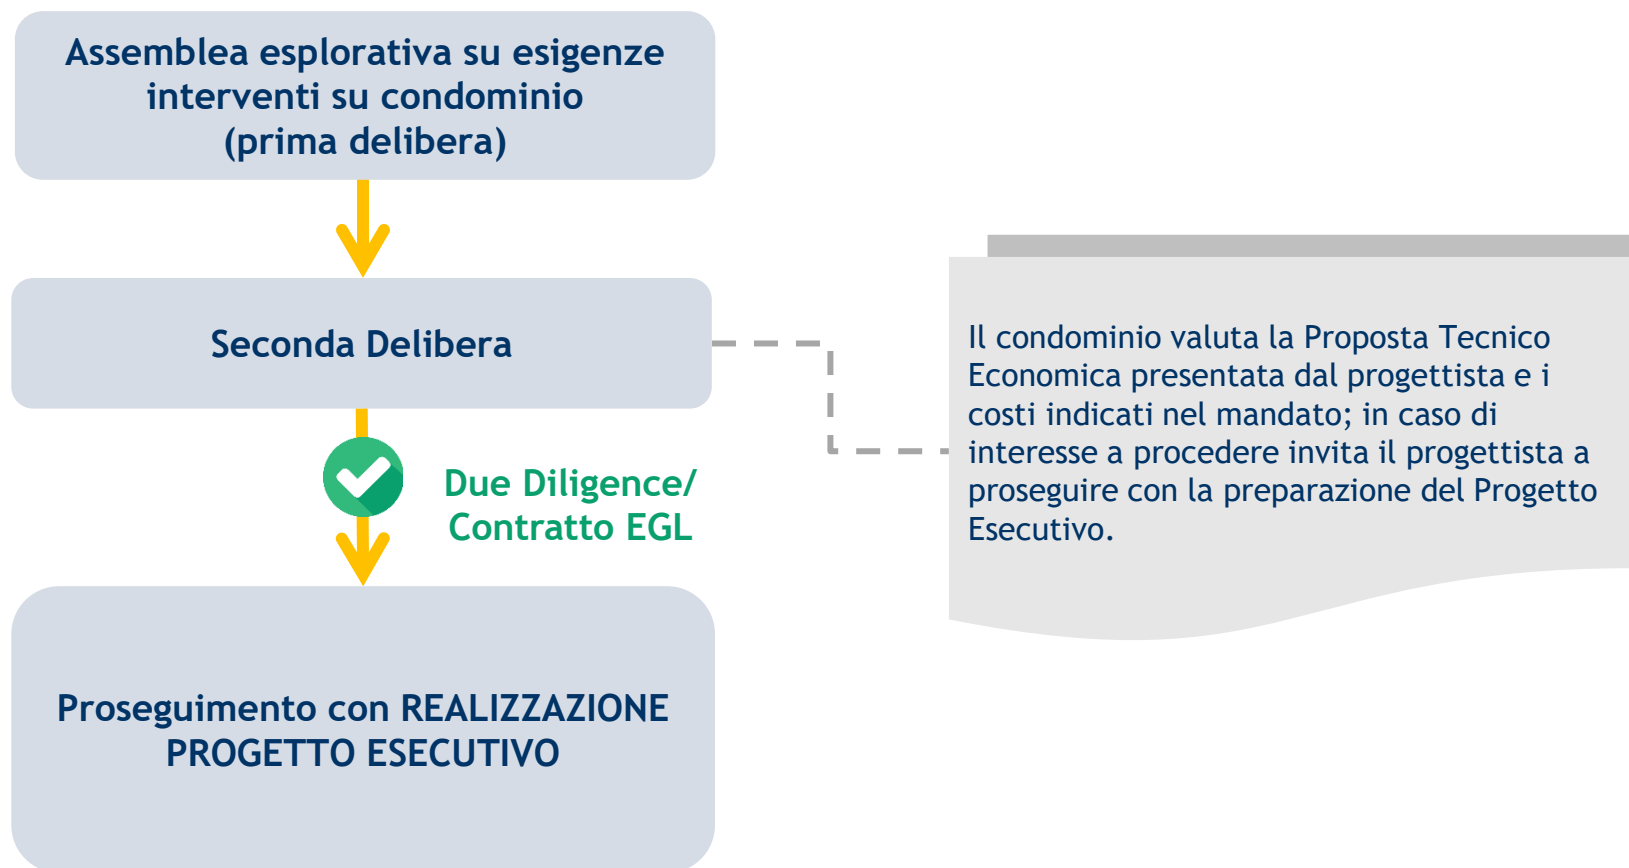 Assemblea esplorativa su esigenze
interventi su condominio
(prima delibera)
Seconda Delibera
Il condominio valuta la Proposta Tecnico
Economica presentata dal progettista e i
costi indicati nel mandato; in caso di
interesse a procedere invita il progettista a
proseguire con la preparazione del Progetto
Esecutivo.
Due Diligence/
Contratto EGL
Proseguimento con REALIZZAZIONE
PROGETTO ESECUTIVO